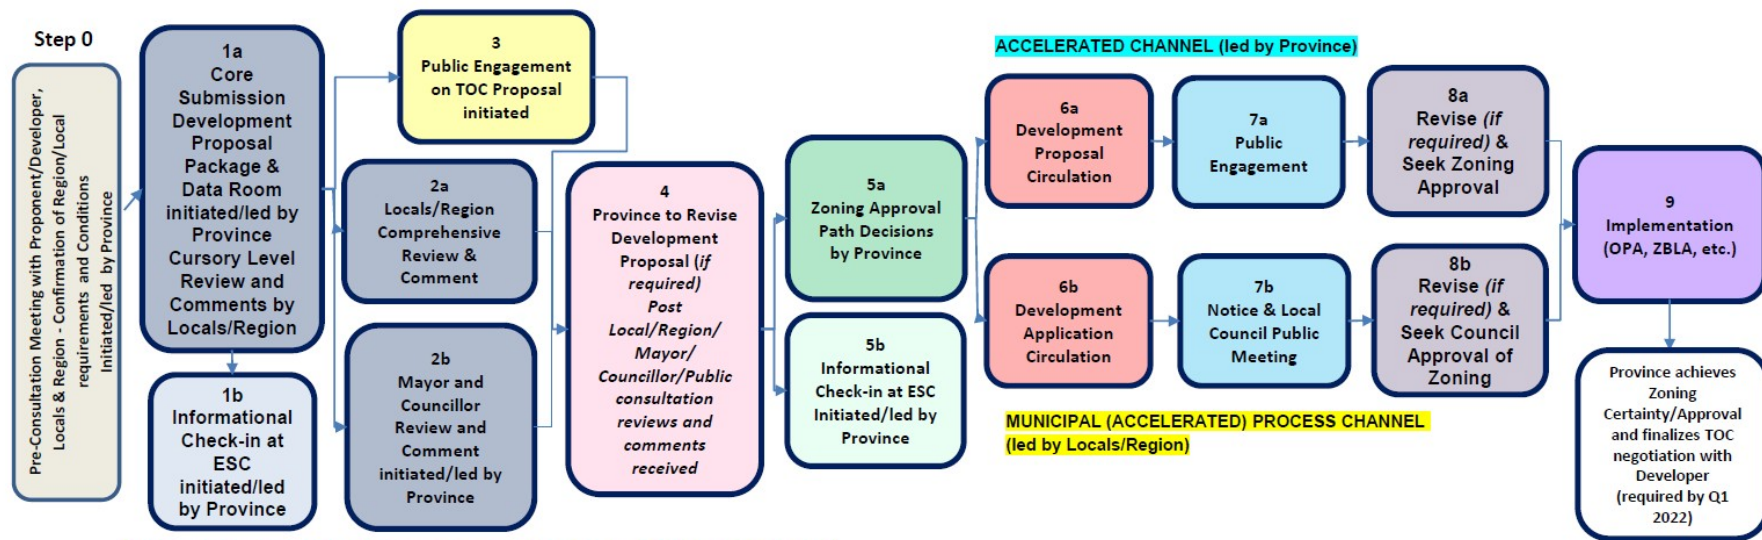 Step 0
Pre-Consultation Meeting with Proponent/Developer,
Locals & Region - Confirmation of Region/Local
requirements and Conditions
Initiated/led by Province
1a
Core
Submission
Development
Proposal
Package &
Data Room
initiated/led by
Province
Cursory Level
Review and
Comments by
Locals/Region
1b
Informational
Check-in at
ESC
initiated/led
by Province
3
Public Engagement
on TOC Proposal
initiated
2a
Locals/Region
Comprehensive
Review &
Comment
2b
Mayor and
Councillor
Review and
Comment
initiated/led by
Province
4
Province to Revise
Development
Proposal (if
required)
Post
Local/Region/
Mayor/
Councillor/Public
consultation
reviews and
comments
received
5a
Zoning Approval
Path Decisions
by Province
5b
Informational
Check-in at ESC
Initiated/led by
Province
ACCELERATED CHANNEL (led by Province)
6a
Development
Proposal
Circulation
7a
Public
Engagement
8a
Revise (if
required) &
Seek Zoning
Approval
6b
Development
Application
Circulation
7b
Notice & Local
Council Public
Meeting
8b
Revise (if
required) &
Seek Council
Approval of
Zoning
MUNICIPAL (ACCELERATED) PROCESS CHANNEL
(led by Locals/Region)
9
Implementation
(OPA, ZBLA, etc.)
Province achieves
Zoning
Certainty/Approval
and finalizes TOC
negotiation with
Developer
(required by Q1
2022)